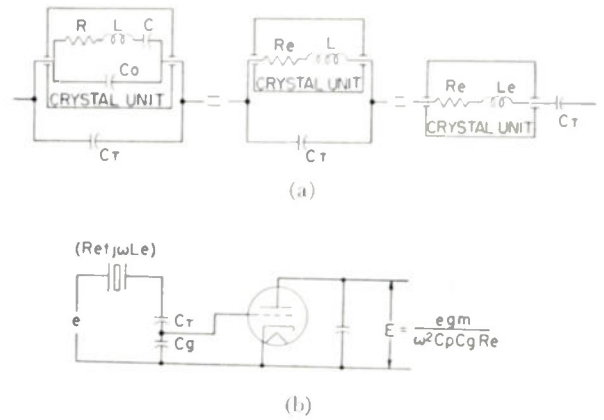 R L C
Co
CRYSTAL UNIT
CT
=
Re L
CRYSTAL UNIT
CT
=
Re Le
CRYSTAL UNIT
CT
(a)
(Re+jωLe)
e
CT
Cg
E = egm / ω²CpCgRe
(b)